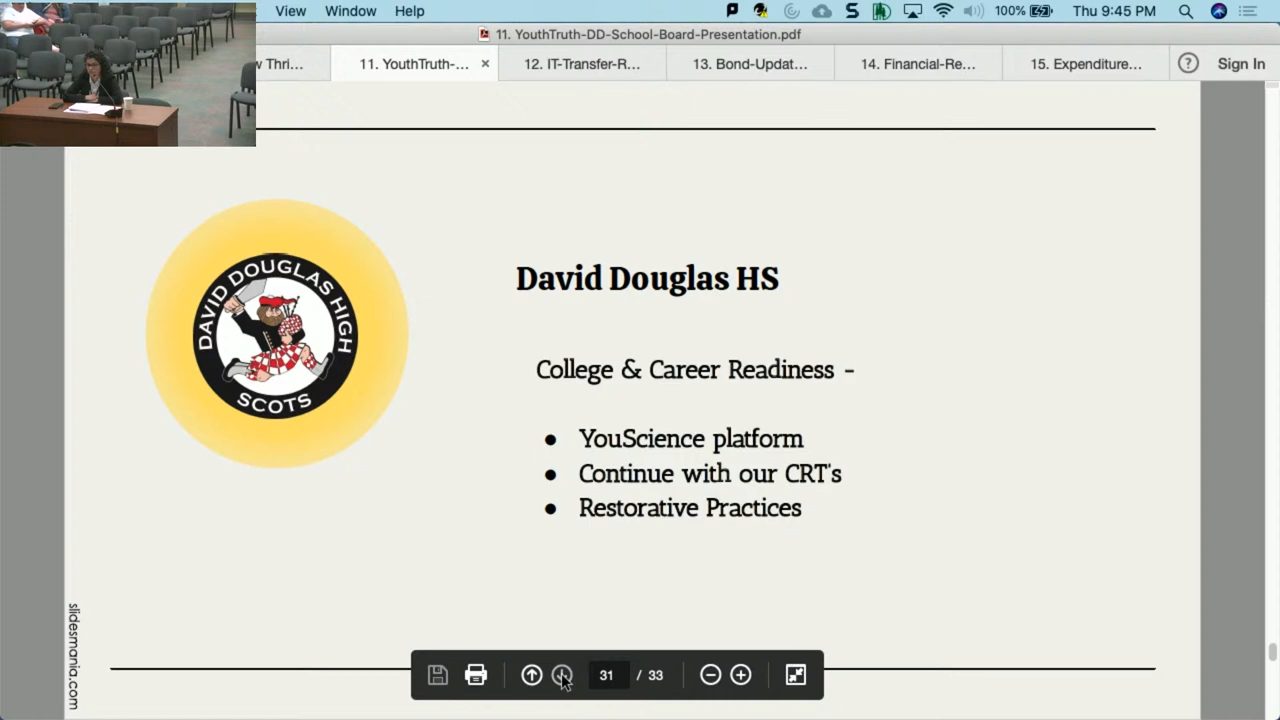 View Window Help 100% Thu 9:45 PM
11. YouthTruth-DD-School-Board-Presentation.pdf
w Thri... 11. YouthTruth-... × 12. IT-Transfer-R... 13. Bond-Updat... 14. Financial-Re... 15. Expenditure... ? Sign In
DAVID DOUGLAS HIGH
SCOTS
David Douglas HS
College & Career Readiness -
● YouScience platform
● Continue with our CRT's
● Restorative Practices
slidesmania.com
31 / 33